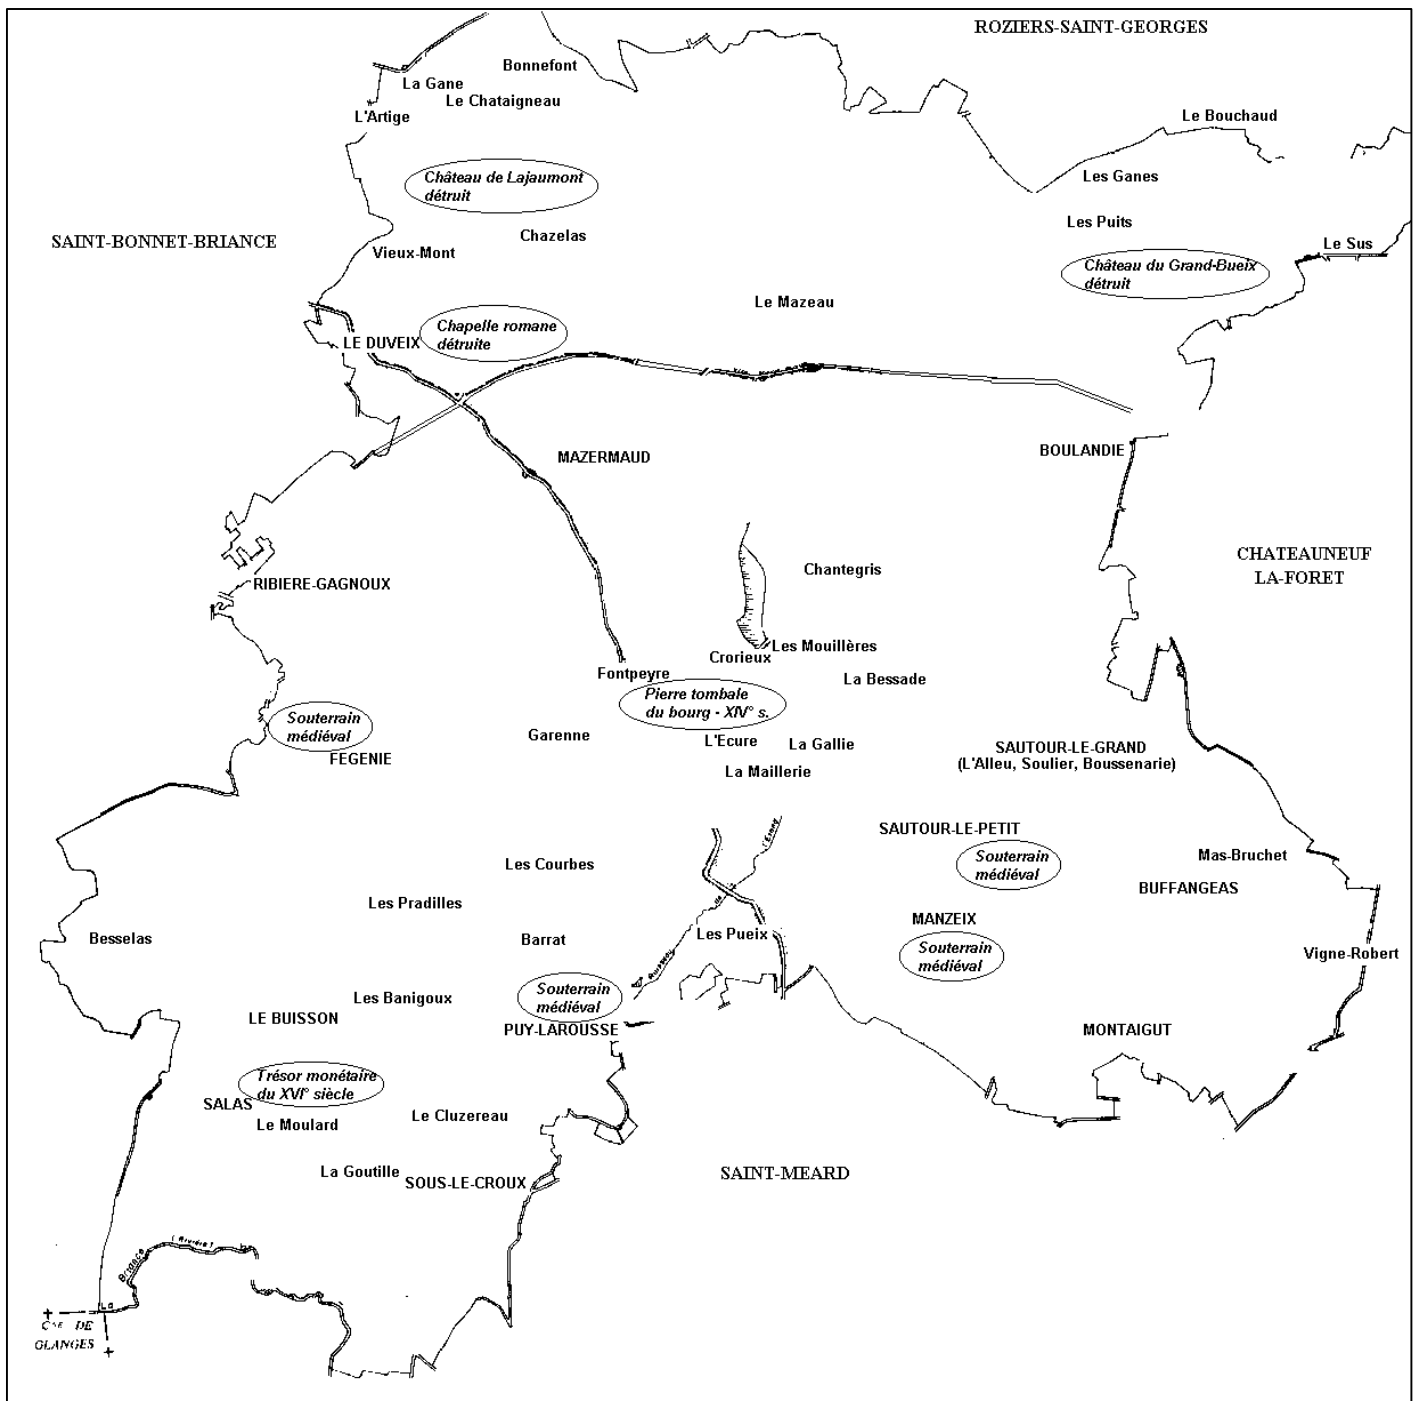 ROZIERS-SAINT-GEORGES
Bonnefont
La Gane
Le Chataigneau
L'Artige
Le Bouchaud
Château de Lajaumont
détruit
Les Ganes
Les Puits
SAINT-BONNET-BRIANCE
Chazelas
Vieux-Mont
Le Sus
Château du Grand-Bueix
détruit
Le Mazeau
Chapelle romane
détruite
LE DUVEIX
MAZERMAUD
BOULANDIE
CHATEAUNEUF
LA-FORET
Chantegris
RIBIERE-GAGNOUX
Les Mouillères
Crorieux
Fontpeyre
La Bessade
Pierre tombale
du bourg - XIV° s.
Souterrain
médiéval
FEGENIE
Garenne
L'Ecure
La Gallie
La Maillerie
SAUTOUR-LE-GRAND
(L'Alleu, Soulier, Boussenarie)
SAUTOUR-LE-PETIT
Souterrain
médiéval
Mas-Bruchet
BUFFANGEAS
Les Courbes
Les Pradilles
MANZEIX
Souterrain
médiéval
Besselas
Barrat
Les Pueix
Vigne-Robert
Souterrain
médiéval
Les Banigoux
LE BUISSON
PUY-LAROUSSE
MONTAIGUT
Trésor monétaire
du XVI° siècle
SALAS
Le Moulard
Le Cluzereau
La Goutille
SOUS-LE-CROUX
SAINT-MEARD
La
Briance
Cne DE
GLANGES